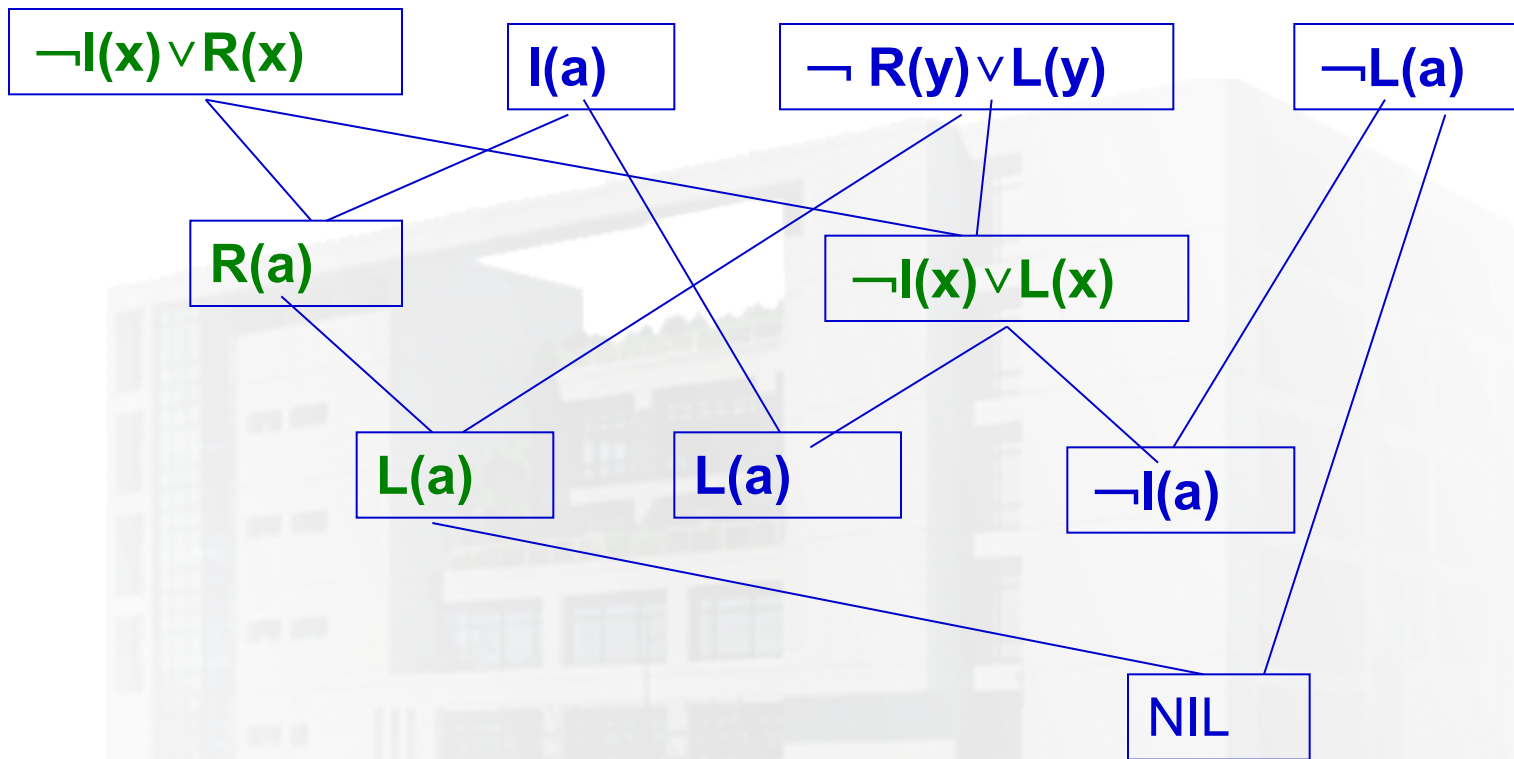 ¬I(x)∨R(x)
I(a)
¬ R(y)∨L(y)
¬L(a)
R(a)
¬I(x)∨L(x)
L(a)
L(a)
¬I(a)
NIL